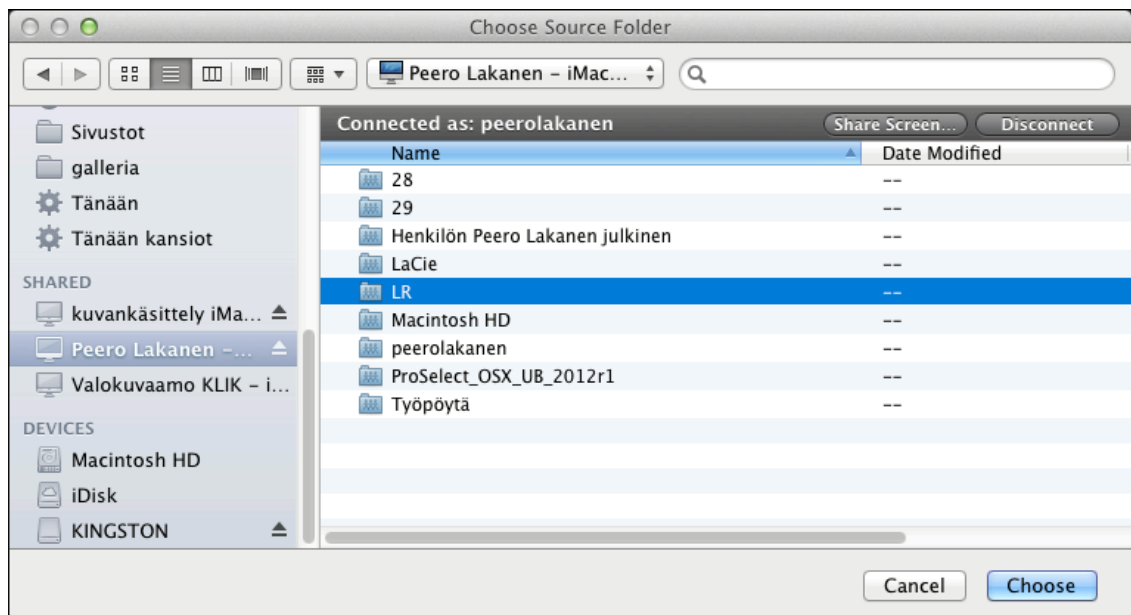 Choose Source Folder
Peero Lakanen – iMac...
Sivustot
galleria
Tänään
Tänään kansiot
SHARED
kuvankäsittely iMa...
Peero Lakanen –...
Valokuvaamo KLIK – i...
DEVICES
Macintosh HD
iDisk
KINGSTON
Connected as: peerolakanen Share Screen... Disconnect
Name Date Modified
28 --
29 --
Henkilön Peero Lakanen julkinen --
LaCie --
LR --
Macintosh HD --
peerolakanen --
ProSelect_OSX_UB_2012r1 --
Työpöytä --
Cancel Choose